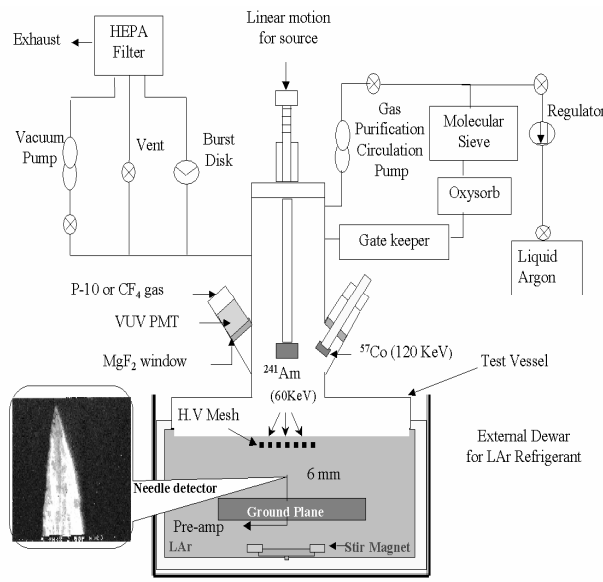 Linear motion
for source
HEPA
Filter
Exhaust
Vacuum
Pump
Vent
Burst
Disk
Gas
Purification
Circulation
Pump
Molecular
Sieve
Regulator
Oxysorb
Gate keeper
Liquid
Argon
P-10 or CF4 gas
VUV PMT
MgF2 window
57Co (120 KeV)
241Am
(60KeV)
Test Vessel
H.V Mesh
External Dewar
for LAr Refrigerant
6 mm
Needle detector
Ground Plane
Pre-amp
LAr
Stir Magnet